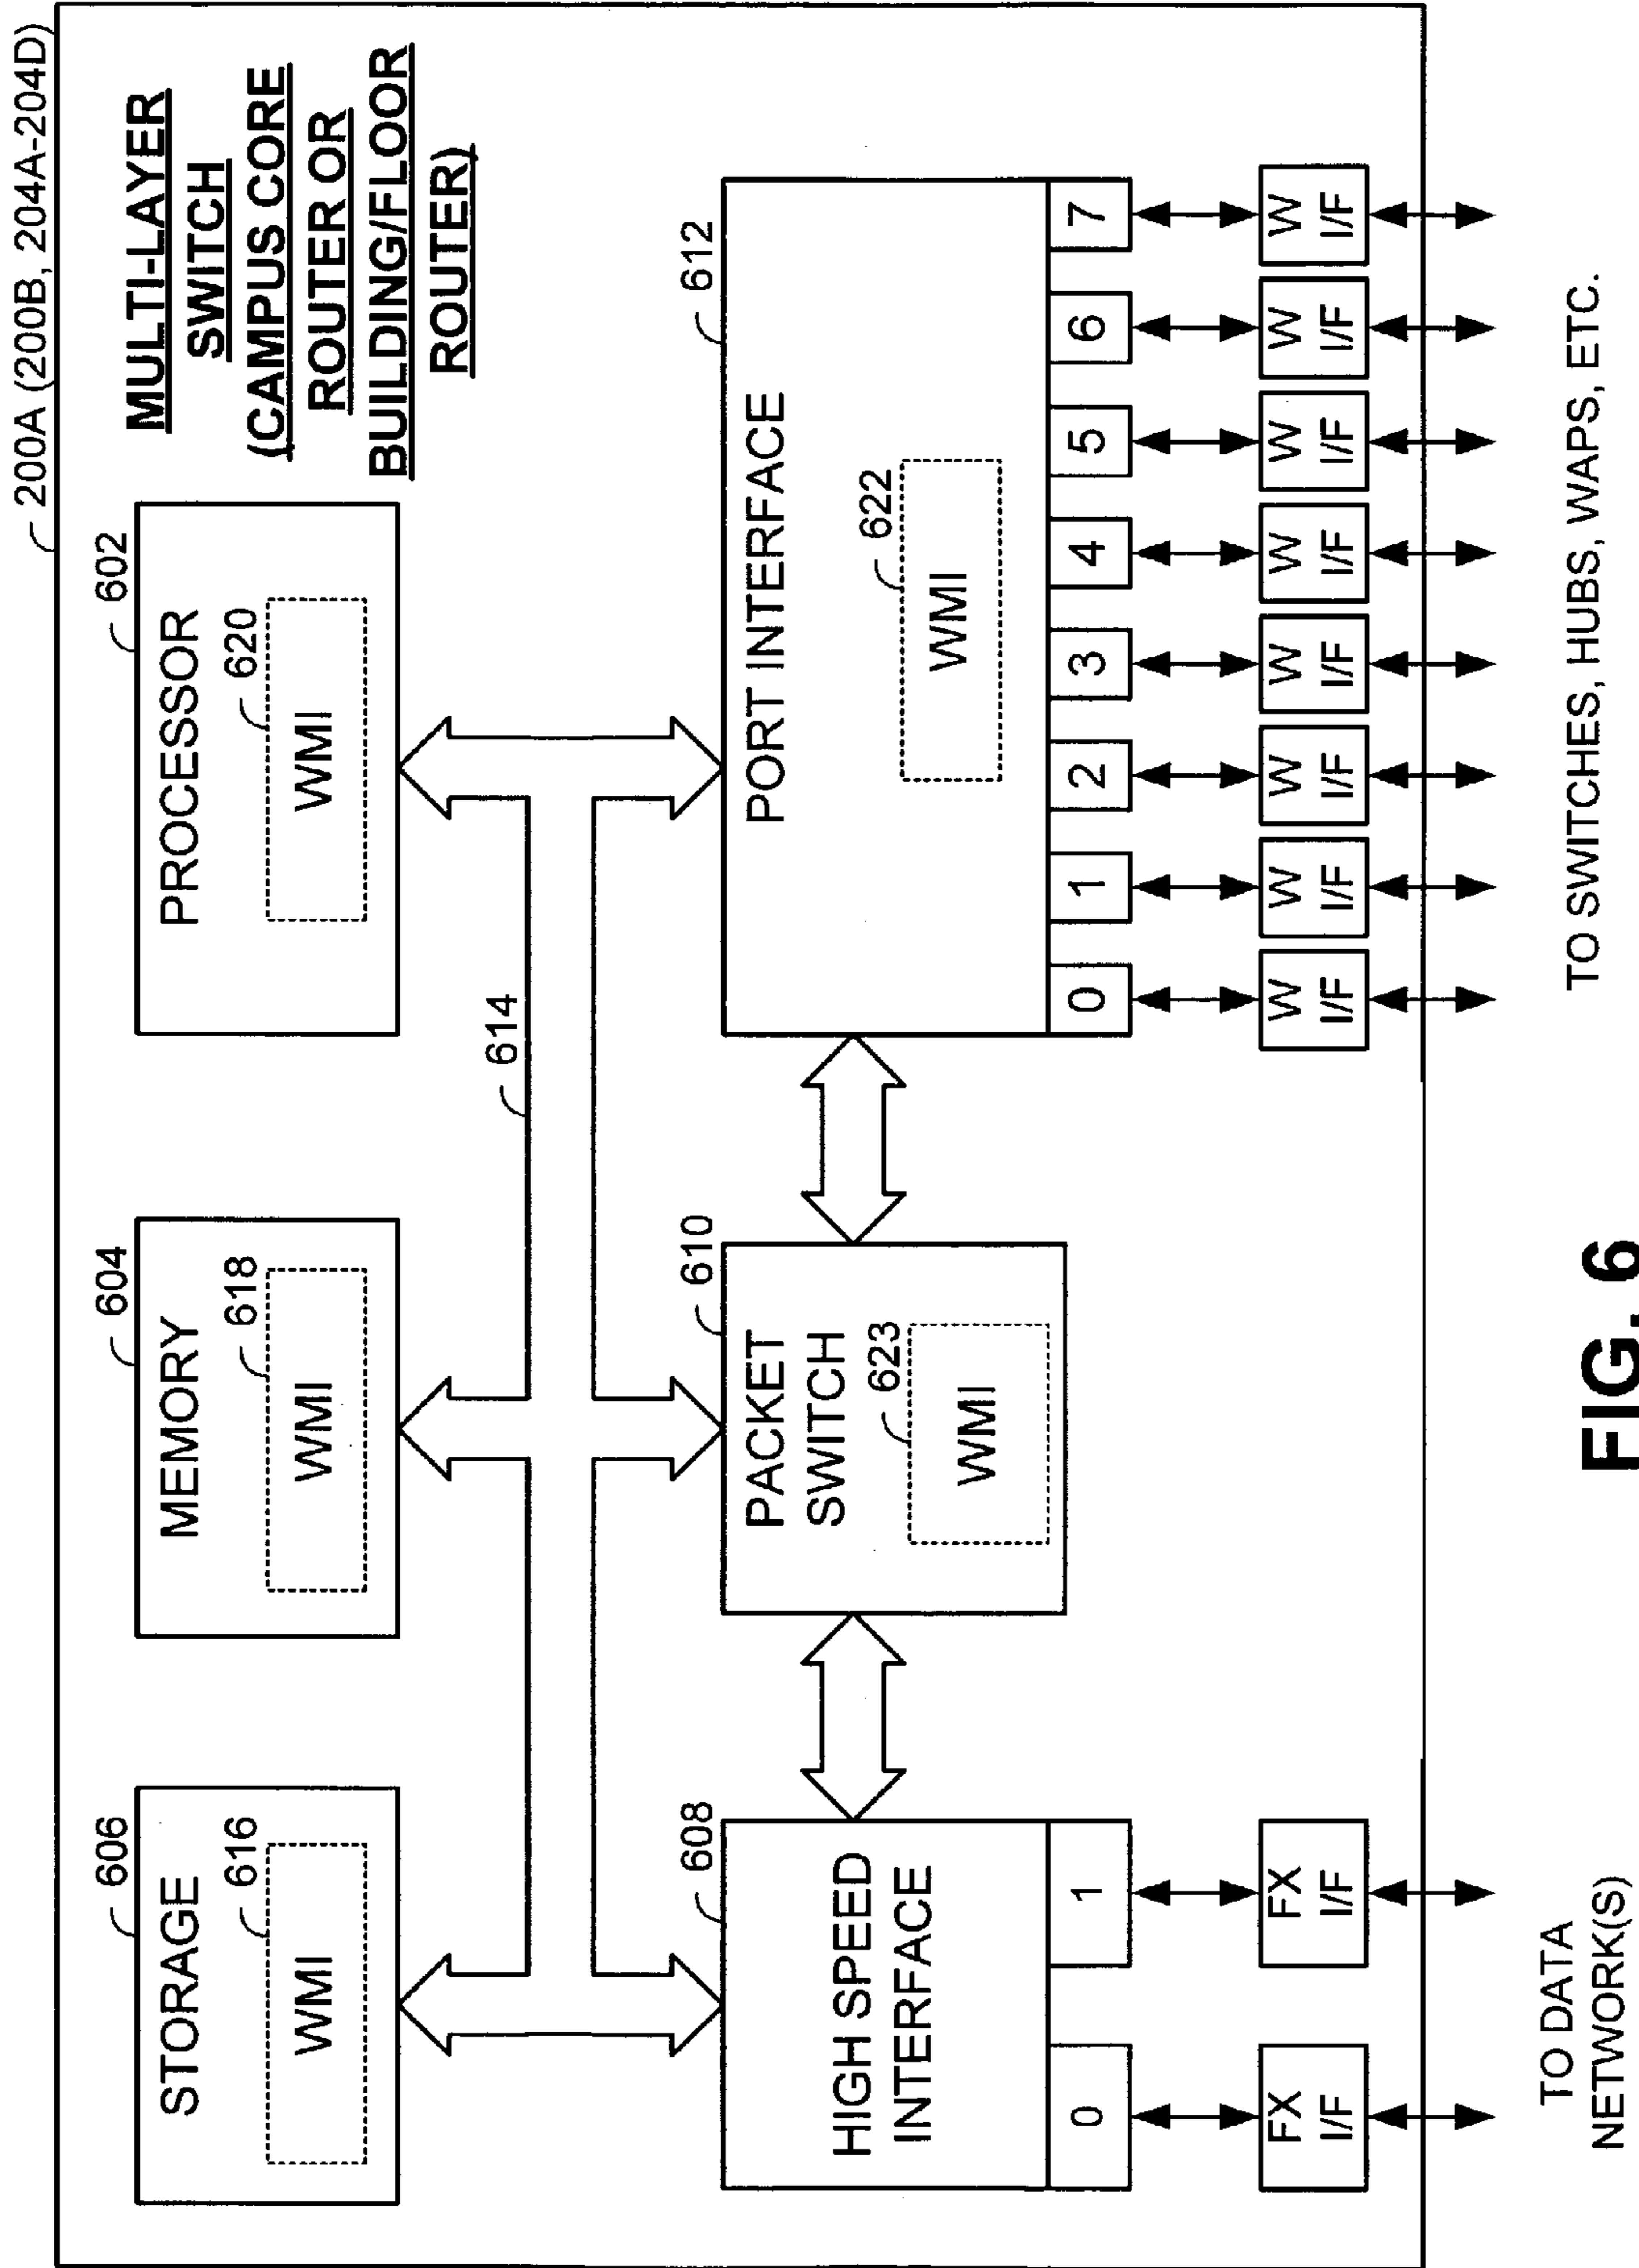 200A (200B, 204A-204D)
MULTI-LAYER
SWITCH
(CAMPUS CORE
ROUTER OR
BUILDING/FLOOR
ROUTER)
606
STORAGE
616
WMI
604
MEMORY
618
WMI
602
PROCESSOR
620
WMI
614
608
HIGH SPEED
INTERFACE
0 1
610
PACKET
SWITCH
623
WMI
612
PORT INTERFACE
622
WMI
0 1 2 3 4 5 6 7
FX
I/F
FX
I/F
W
I/F
W
I/F
W
I/F
W
I/F
W
I/F
W
I/F
W
I/F
W
I/F
TO DATA
NETWORK(S)
TO SWITCHES, HUBS, WAPS, ETC.
FIG. 6